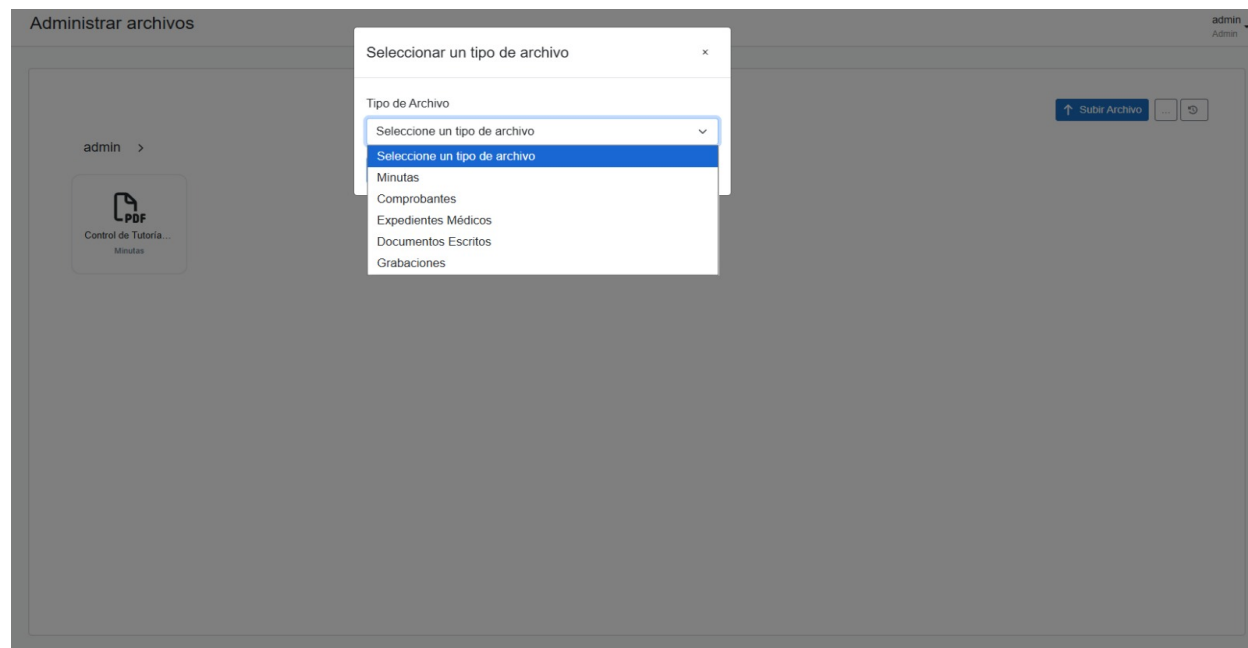 Administrar archivos
admin
Admin
Seleccionar un tipo de archivo
×
Tipo de Archivo
Seleccione un tipo de archivo
Seleccione un tipo de archivo
Minutas
Comprobantes
Expedientes Médicos
Documentos Escritos
Grabaciones
↑ Subir Archivo
...
admin >
PDF
Control de Tutoría...
Minutas